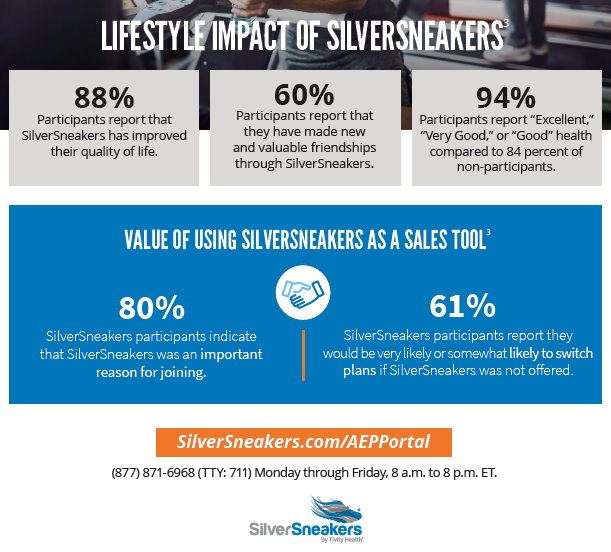 LIFESTYLE IMPACT OF SILVERSNEAKERS³
88%
Participants report that
SilverSneakers has improved
their quality of life.
60%
Participants report that
they have made new
and valuable friendships
through SilverSneakers.
94%
Participants report “Excellent,”
“Very Good,” or “Good” health
compared to 84 percent of
non-participants.
VALUE OF USING SILVERSNEAKERS AS A SALES TOOL³
80%
SilverSneakers participants indicate
that SilverSneakers was an important
reason for joining.
61%
SilverSneakers participants report they
would be very likely or somewhat likely to switch
plans if SilverSneakers was not offered.
SilverSneakers.com/AEPPortal
(877) 871-6968 (TTY: 711) Monday through Friday, 8 a.m. to 8 p.m. ET.
SilverSneakers
by Tivity Health